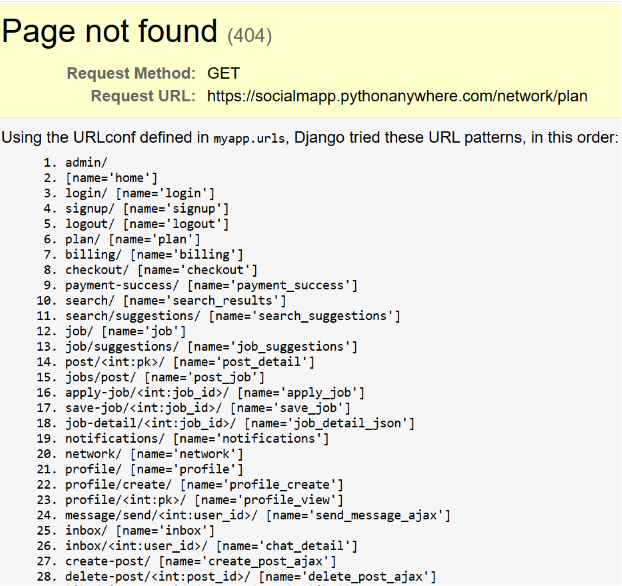 Page not found (404)
Request Method: GET
Request URL: https://socialmapp.pythonanywhere.com/network/plan
Using the URLconf defined in myapp.urls, Django tried these URL patterns, in this order:
1. admin/
2. [name='home']
3. login/ [name='login']
4. signup/ [name='signup']
5. logout/ [name='logout']
6. plan/ [name='plan']
7. billing/ [name='billing']
8. checkout/ [name='checkout']
9. payment-success/ [name='payment_success']
10. search/ [name='search_results']
11. search/suggestions/ [name='search_suggestions']
12. job/ [name='job']
13. job/suggestions/ [name='job_suggestions']
14. post/<int:pk>/ [name='post_detail']
15. jobs/post/ [name='post_job']
16. apply-job/<int:job_id>/ [name='apply_job']
17. save-job/<int:job_id>/ [name='save_job']
18. job-detail/<int:job_id>/ [name='job_detail_json']
19. notifications/ [name='notifications']
20. network/ [name='network']
21. profile/ [name='profile']
22. profile/create/ [name='profile_create']
23. profile/<int:pk>/ [name='profile_view']
24. message/send/<int:user_id>/ [name='send_message_ajax']
25. inbox/ [name='inbox']
26. inbox/<int:user_id>/ [name='chat_detail']
27. create-post/ [name='create_post_ajax']
28. delete-post/<int:post_id>/ [name='delete_post_ajax']